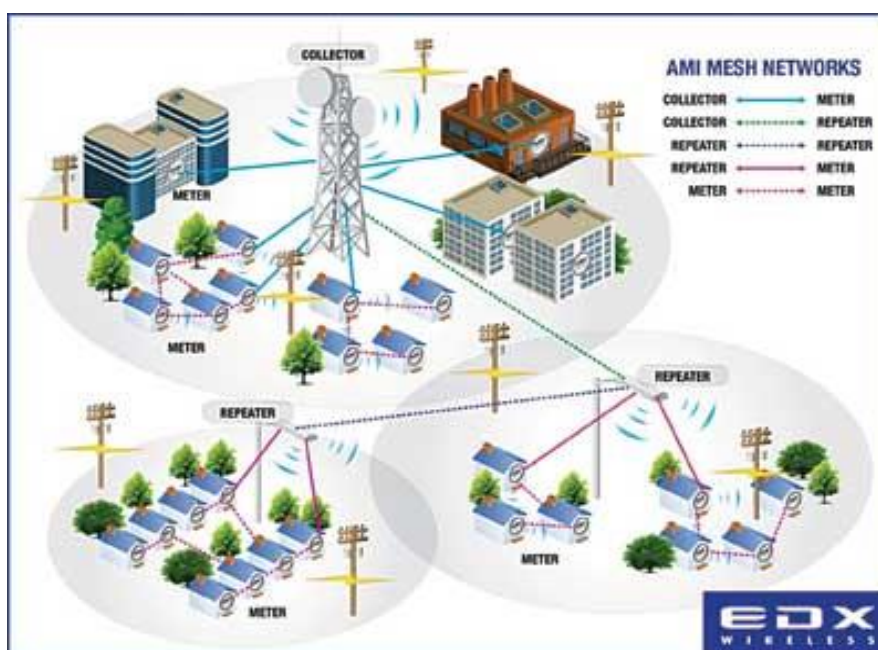 COLLECTOR
AMI MESH NETWORKS
COLLECTOR METER
COLLECTOR REPEATER
REPEATER REPEATER
REPEATER METER
METER METER
METER
METER
REPEATER
REPEATER
METER
METER
EDX
WIRELESS